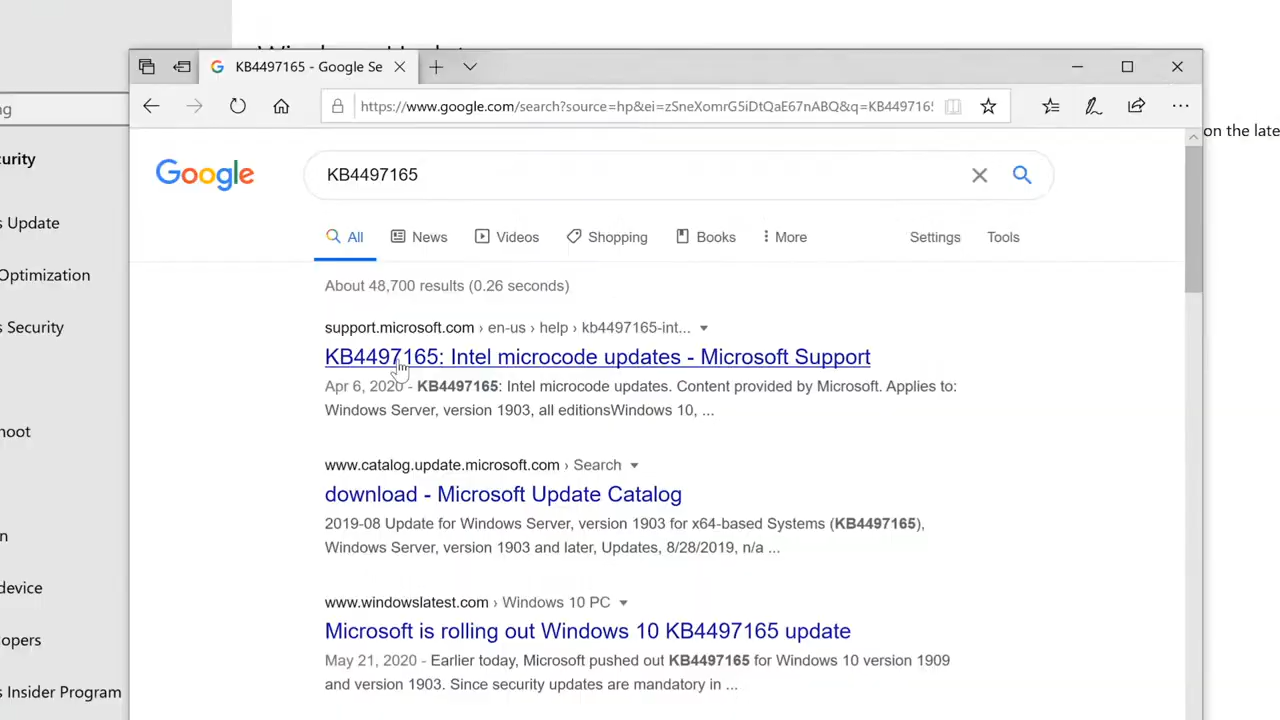 KB4497165 - Google Se
https://www.google.com/search?source=hp&ei=zSneXomrG5iDtQaE67nABQ&q=KB449716
ng
curity
s Update
Optimization
s Security
hoot
n
device
lopers
s Insider Program
on the late
Google
KB4497165
All News Videos Shopping Books More Settings Tools
About 48,700 results (0.26 seconds)
support.microsoft.com › en-us › help › kb4497165-int...
KB4497165: Intel microcode updates - Microsoft Support
Apr 6, 2020 - KB4497165: Intel microcode updates. Content provided by Microsoft. Applies to:
Windows Server, version 1903, all editionsWindows 10, ...
www.catalog.update.microsoft.com › Search
download - Microsoft Update Catalog
2019-08 Update for Windows Server, version 1903 for x64-based Systems (KB4497165),
Windows Server, version 1903 and later, Updates, 8/28/2019, n/a ...
www.windowslatest.com › Windows 10 PC
Microsoft is rolling out Windows 10 KB4497165 update
May 21, 2020 - Earlier today, Microsoft pushed out KB4497165 for Windows 10 version 1909
and version 1903. Since security updates are mandatory in ...